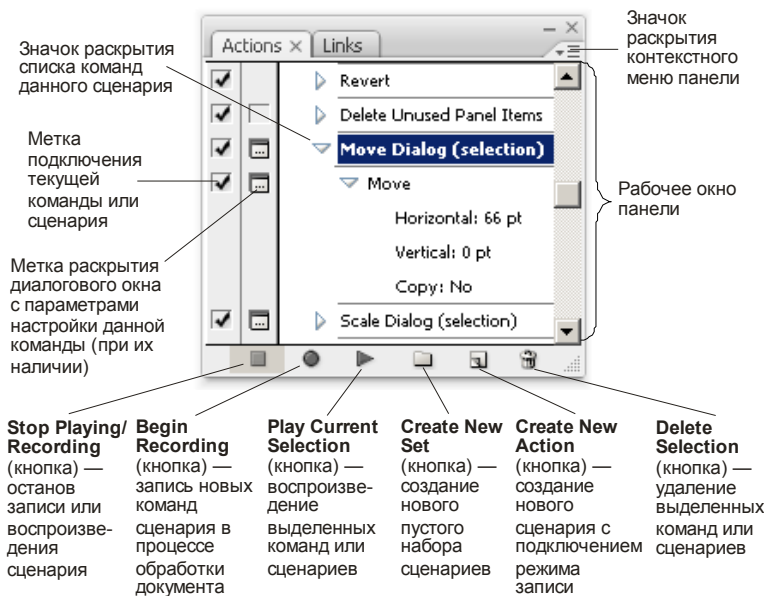 Значок раскрытия
списка команд
данного сценария
Значок
раскрытия
контекстного
меню панели
Actions × Links
Revert
Delete Unused Panel Items
Move Dialog (selection)
Move
Horizontal: 66 pt
Vertical: 0 pt
Copy: No
Scale Dialog (selection)
Метка
подключения
текущей
команды или
сценария
Рабочее окно
панели
Метка раскрытия
диалогового окна
с параметрами
настройки данной
команды (при их
наличии)
Stop Playing/
Recording
(кнопка) —
останов
записи или
воспроизве-
дения
сценария
Begin
Recording
(кнопка) —
запись новых
команд
сценария в
процессе
обработки
документа
Play Current
Selection
(кнопка) —
воспроизве-
дение
выделенных
команд или
сценариев
Create New
Set
(кнопка) —
создание
нового
пустого
набора
сценариев
Create New
Action
(кнопка) —
создание
нового
сценария с
подключением
режима
записи
Delete
Selection
(кнопка) —
удаление
выделенных
команд или
сценариев